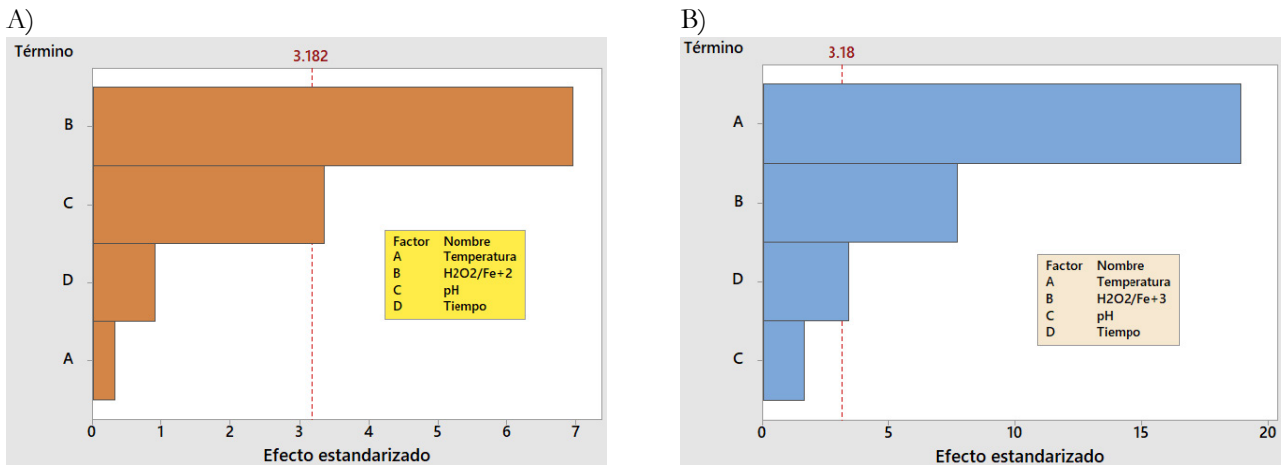 A)
Término
3.182
B
C
D
A
Factor Nombre
A Temperatura
B H2O2/Fe+2
C pH
D Tiempo
0 1 2 3 4 5 6 7
Efecto estandarizado
B)
Término
3.18
A
B
D
C
Factor Nombre
A Temperatura
B H2O2/Fe+3
C pH
D Tiempo
0 5 10 15 20
Efecto estandarizado